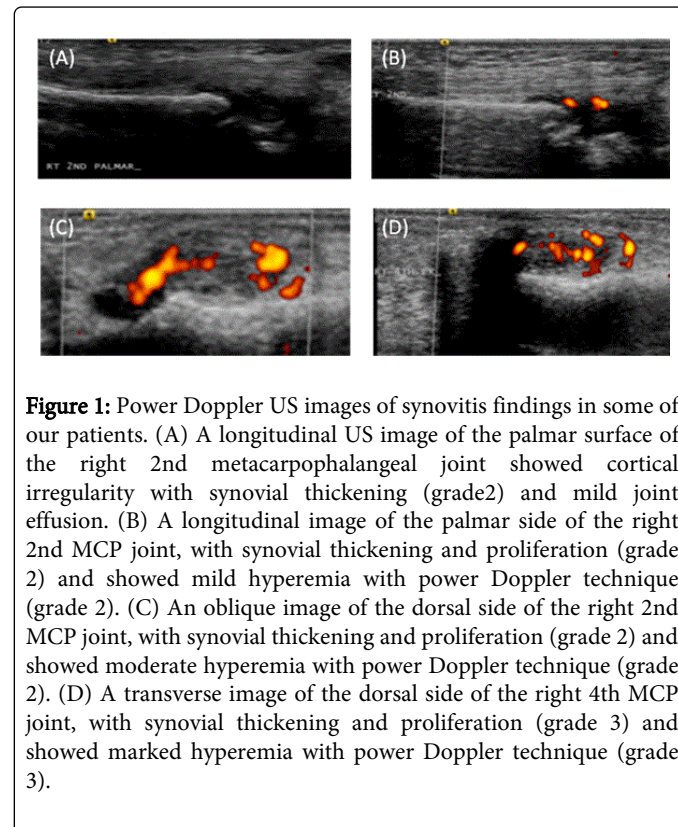 (A)
RT 2ND PALMAR_
(B)
(C)
(D)
Figure 1: Power Doppler US images of synovitis findings in some of
our patients. (A) A longitudinal US image of the palmar surface of
the right 2nd metacarpophalangeal joint showed cortical
irregularity with synovial thickening (grade2) and mild joint
effusion. (B) A longitudinal image of the palmar side of the right
2nd MCP joint, with synovial thickening and proliferation (grade
2) and showed mild hyperemia with power Doppler technique
(grade 2). (C) An oblique image of the dorsal side of the right 2nd
MCP joint, with synovial thickening and proliferation (grade 2) and
showed moderate hyperemia with power Doppler technique (grade
2). (D) A transverse image of the dorsal side of the right 4th MCP
joint, with synovial thickening and proliferation (grade 3) and
showed marked hyperemia with power Doppler technique (grade
3).